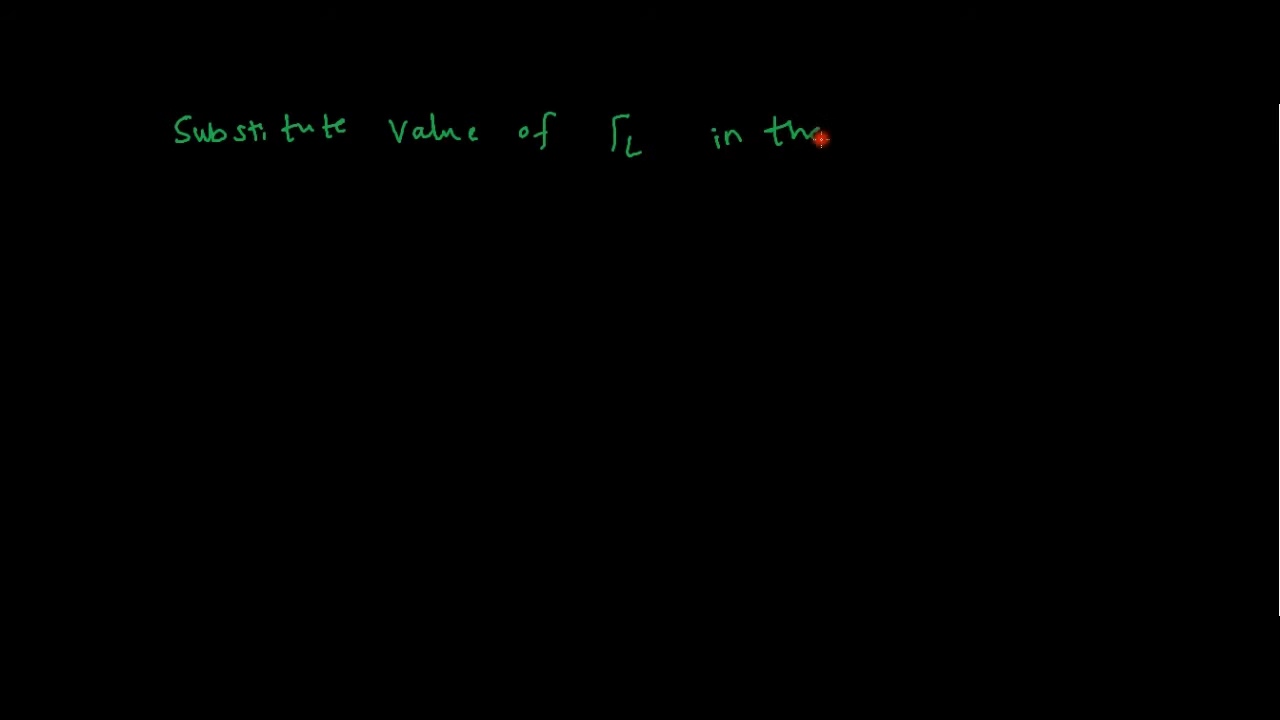 Substitute Value of Γ_L in the